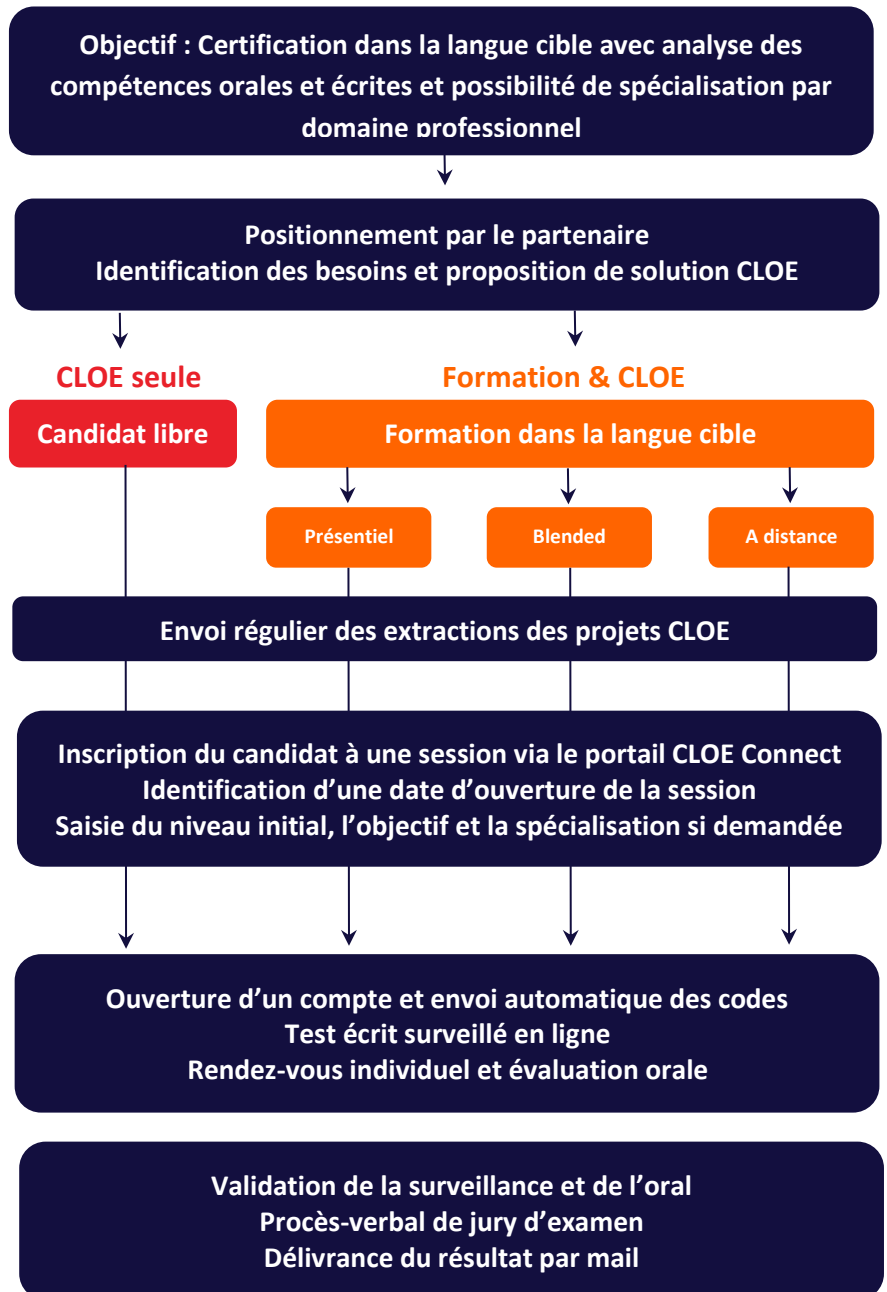 Objectif : Certification dans la langue cible avec analyse des
compétences orales et écrites et possibilité de spécialisation par
domaine professionnel
Positionnement par le partenaire
Identification des besoins et proposition de solution CLOE
CLOE seule
Formation & CLOE
Candidat libre
Formation dans la langue cible
Présentiel
Blended
A distance
Envoi régulier des extractions des projets CLOE
Inscription du candidat à une session via le portail CLOE Connect
Identification d’une date d’ouverture de la session
Saisie du niveau initial, l’objectif et la spécialisation si demandée
Ouverture d’un compte et envoi automatique des codes
Test écrit surveillé en ligne
Rendez-vous individuel et évaluation orale
Validation de la surveillance et de l’oral
Procès-verbal de jury d’examen
Délivrance du résultat par mail